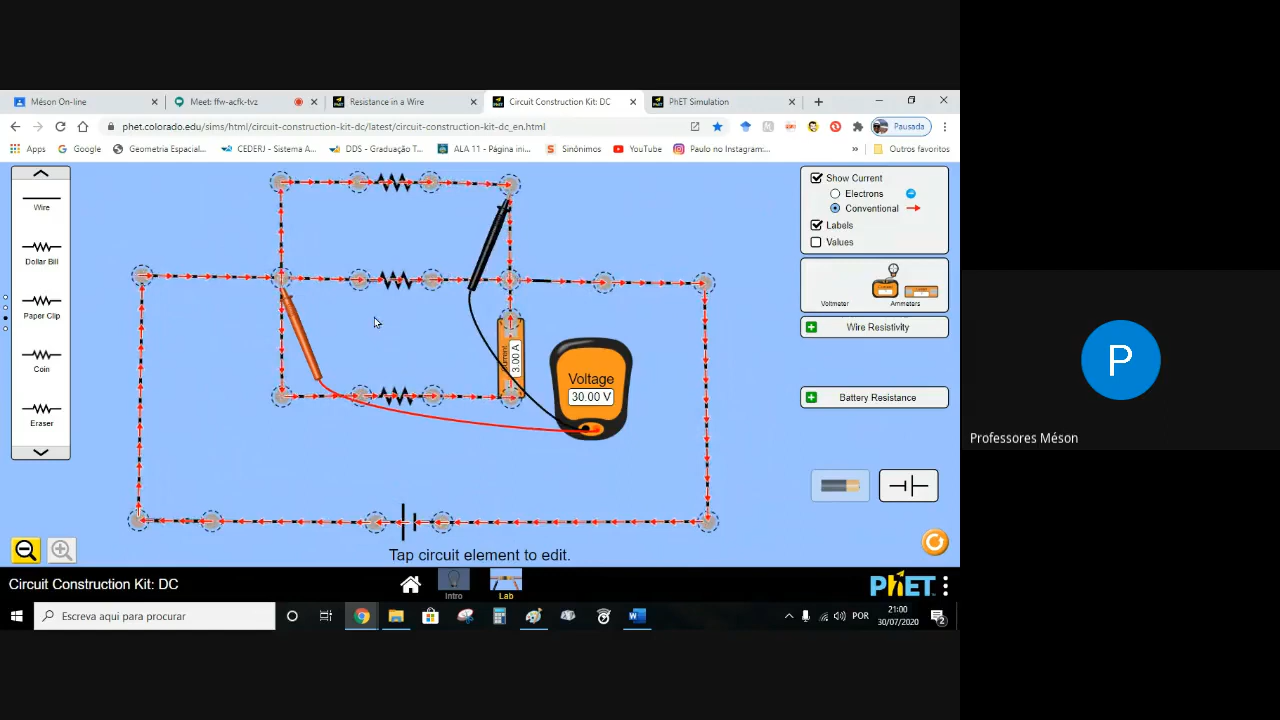 Méson On-line
Meet: ffw-acfk-tvz
Resistance in a Wire
Circuit Construction Kit: DC
PhET Simulation
phet.colorado.edu/sims/html/circuit-construction-kit-dc/latest/circuit-construction-kit-dc_en.html
Pausada
Apps
Google
Geometria Espacial...
CEDERJ - Sistema A...
DDS - Graduação T...
ALA 11 - Página ini...
Sinônimos
YouTube
Paulo no Instagram:...
»
Outros favoritos
Wire
Dollar Bill
Paper Clip
Coin
Eraser
Show Current
Electrons
Conventional
Labels
Values
Voltmeter
Ammeters
Wire Resistivity
Battery Resistance
3.00 A
Voltage
30.00 V
Tap circuit element to edit.
Circuit Construction Kit: DC
Intro
Lab
PhET
Escreva aqui para procurar
POR
21:00
30/07/2020
2
P
Professores Méson